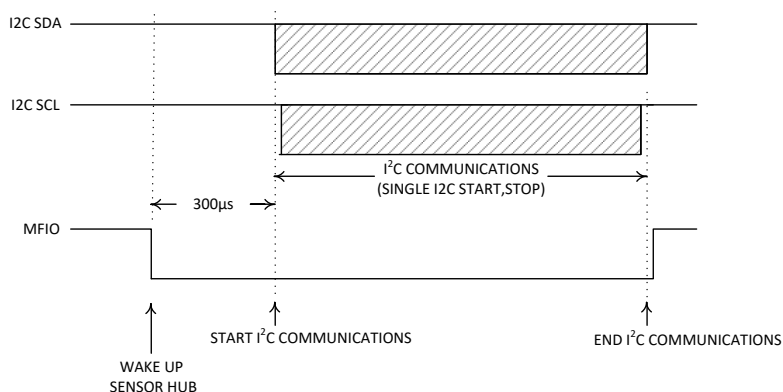 I2C SDA
I2C SCL
I²C COMMUNICATIONS
(SINGLE I2C START,STOP)
300µs
MFIO
START I²C COMMUNICATIONS
END I²C COMMUNICATIONS
WAKE UP
SENSOR HUB